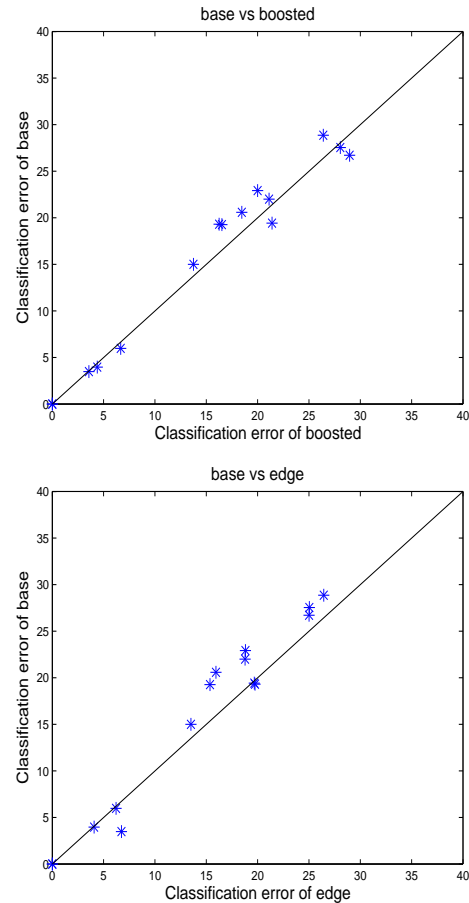 base vs boosted
40
35
30
25
20
15
10
5
0
0 5 10 15 20 25 30 35 40
Classification error of base
Classification error of boosted
base vs edge
40
35
30
25
20
15
10
5
0
0 5 10 15 20 25 30 35 40
Classification error of base
Classification error of edge